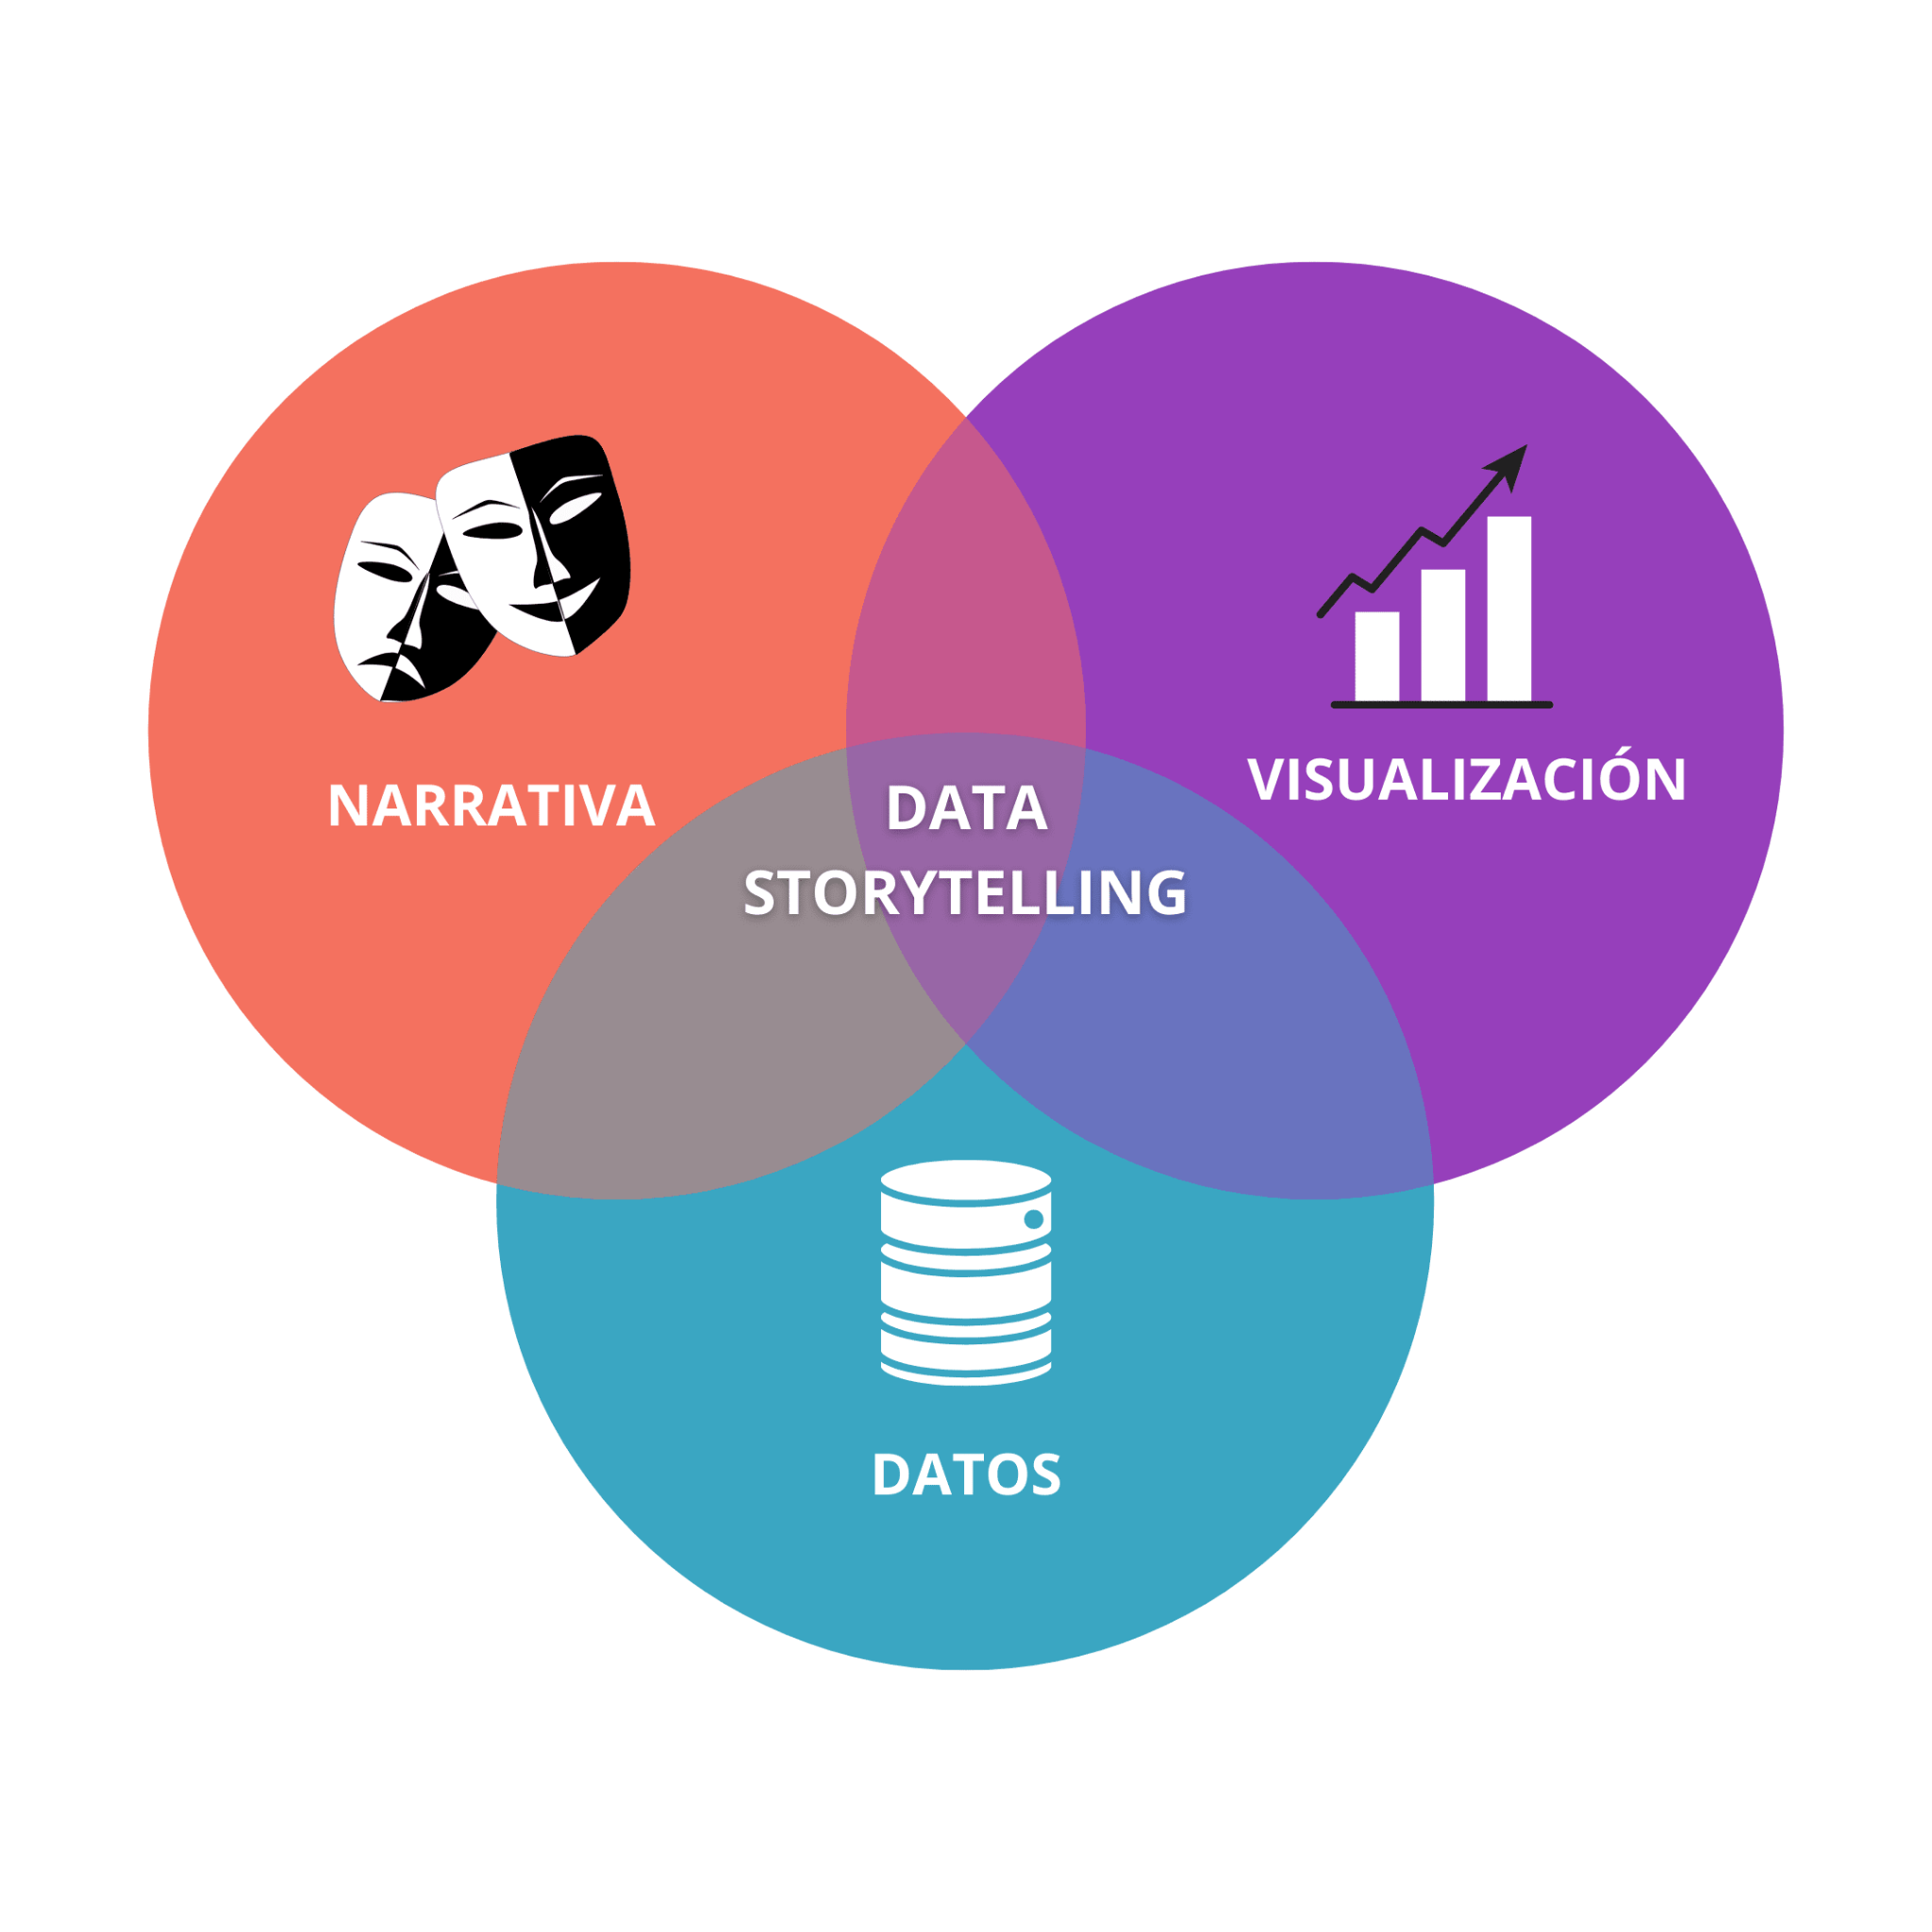 NARRATIVA
VISUALIZACIÓN
DATA
STORYTELLING
DATOS